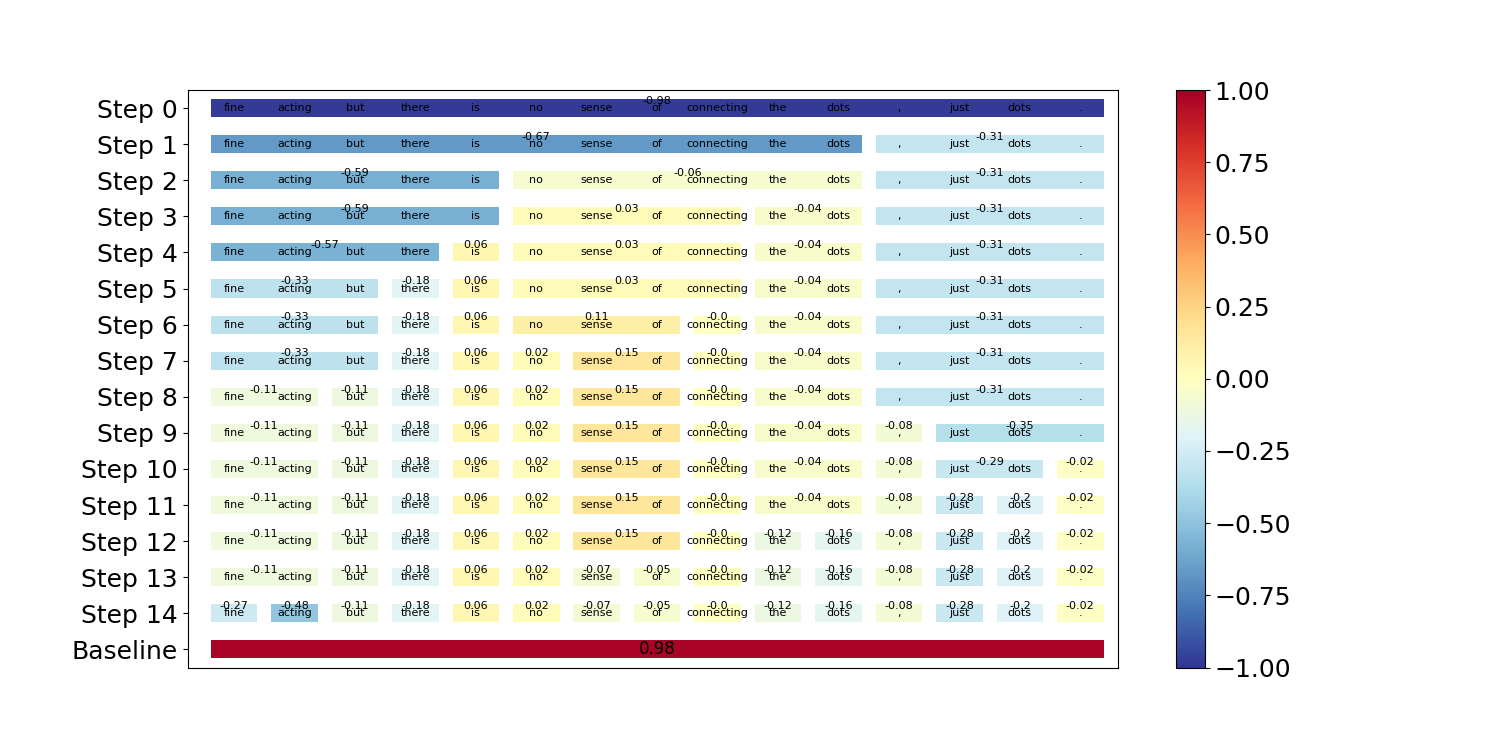 Step 0 fine acting but there is no sense of connecting the dots , just dots . -0.98
Step 1 fine acting but there is no sense of connecting the dots , just dots . -0.67 -0.31
Step 2 fine acting but there is no sense of connecting the dots , just dots . -0.59 -0.06 -0.31
Step 3 fine acting but there is no sense of connecting the dots , just dots . -0.59 0.03 -0.04 -0.31
Step 4 fine acting but there is no sense of connecting the dots , just dots . -0.57 0.06 0.03 -0.04 -0.31
Step 5 fine acting but there is no sense of connecting the dots , just dots . -0.33 -0.18 0.06 0.03 -0.04 -0.31
Step 6 fine acting but there is no sense of connecting the dots , just dots . -0.33 -0.18 0.06 0.11 -0.0 -0.04 -0.31
Step 7 fine acting but there is no sense of connecting the dots , just dots . -0.33 -0.18 0.06 0.02 0.15 -0.0 -0.04 -0.31
Step 8 fine acting but there is no sense of connecting the dots , just dots . -0.11 -0.11 -0.18 0.06 0.02 0.15 -0.0 -0.04 -0.31
Step 9 fine acting but there is no sense of connecting the dots , just dots . -0.11 -0.11 -0.18 0.06 0.02 0.15 -0.0 -0.04 -0.08 -0.35
Step 10 fine acting but there is no sense of connecting the dots , just dots . -0.11 -0.11 -0.18 0.06 0.02 0.15 -0.0 -0.04 -0.08 -0.29 -0.02
Step 11 fine acting but there is no sense of connecting the dots , just dots . -0.11 -0.11 -0.18 0.06 0.02 0.15 -0.0 -0.04 -0.08 -0.28 -0.2 -0.02
Step 12 fine acting but there is no sense of connecting the dots , just dots . -0.11 -0.11 -0.18 0.06 0.02 0.15 -0.0 -0.12 -0.16 -0.08 -0.28 -0.2 -0.02
Step 13 fine acting but there is no sense of connecting the dots , just dots . -0.11 -0.11 -0.18 0.06 0.02 -0.07 -0.05 -0.0 -0.12 -0.16 -0.08 -0.28 -0.2 -0.02
Step 14 fine acting but there is no sense of connecting the dots , just dots . -0.27 -0.48 -0.11 -0.18 0.06 0.02 -0.07 -0.05 -0.0 -0.12 -0.16 -0.08 -0.28 -0.2 -0.02
Baseline 0.98
1.00
0.75
0.50
0.25
0.00
−0.25
−0.50
−0.75
−1.00